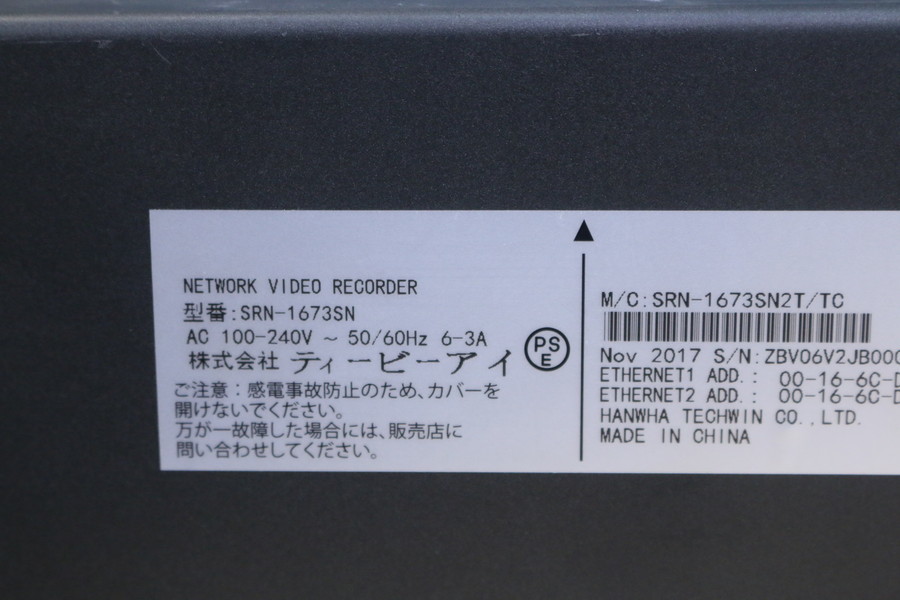 NETWORK VIDEO RECORDER
型番:SRN-1673SN
AC 100-240V ~ 50/60Hz 6-3A
株式会社 ティービーアイ
PS
E
ご注意:感電事故防止のため、カバーを
開けないでください。
万が一故障した場合には、販売店に
問い合わせしてください。
M/C:SRN-1673SN2T/TC
Nov 2017 S/N:ZBV06V2JB000
ETHERNET1 ADD.: 00-16-6C-D
ETHERNET2 ADD.: 00-16-6C-D
HANWHA TECHWIN CO.,LTD.
MADE IN CHINA